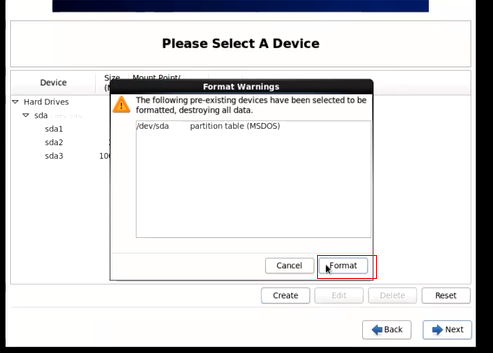 Please Select A Device
Device
Size
Mount Point/
Hard Drives
sda
sda1
sda2
sda3
Format Warnings
The following pre-existing devices have been selected to be
formatted, destroying all data.
/dev/sda partition table (MSDOS)
Cancel
Format
Create
Edit
Delete
Reset
Back
Next